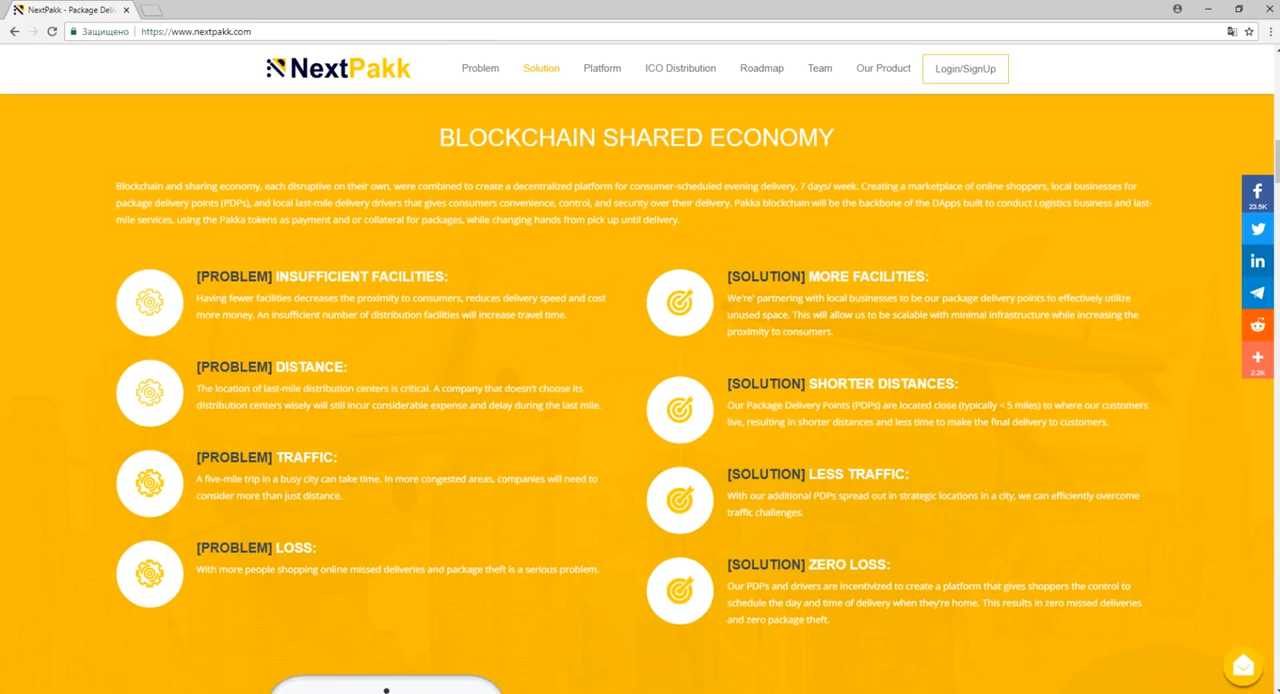 NextPakk - Package Deli
Защищено
https://www.nextpakk.com
NextPakk
Problem
Solution
Platform
ICO Distribution
Roadmap
Team
Our Product
Login/SignUp
BLOCKCHAIN SHARED ECONOMY
Blockchain and sharing economy, each disruptive on their own, were combined to create a decentralized platform for consumer-scheduled evening delivery, 7 days/ week. Creating a marketplace of online shoppers, local businesses for
package delivery points (PDPs), and local last-mile delivery drivers that gives consumers convenience, control, and security over their delivery. Pakka blockchain will be the backbone of the DApps built to conduct Logistics business and last-
mile services, using the Pakka tokens as payment and or collateral for packages, while changing hands from pick up until delivery.
[PROBLEM] INSUFFICIENT FACILITIES:
Having fewer facilities decreases the proximity to consumers, reduces delivery speed and cost
more money. An insufficient number of distribution facilities will increase travel time.
[PROBLEM] DISTANCE:
The location of last-mile distribution centers is critical. A company that doesn't choose its
distribution centers wisely will still incur considerable expense and delay during the last mile.
[PROBLEM] TRAFFIC:
A five-mile trip in a busy city can take time. In more congested areas, companies will need to
consider more than just distance.
[PROBLEM] LOSS:
With more people shopping online missed deliveries and package theft is a serious problem.
[SOLUTION] MORE FACILITIES:
We're' partnering with local businesses to be our package delivery points to effectively utilize
unused space. This will allow us to be scalable with minimal infrastructure while increasing the
proximity to consumers.
[SOLUTION] SHORTER DISTANCES:
Our Package Delivery Points (PDPs) are located close (typically < 5 miles) to where our customers
live, resulting in shorter distances and less time to make the final delivery to customers.
[SOLUTION] LESS TRAFFIC:
With our additional PDPs spread out in strategic locations in a city, we can efficiently overcome
traffic challenges.
[SOLUTION] ZERO LOSS:
Our PDPs and drivers are incentivized to create a platform that gives shoppers the control to
schedule the day and time of delivery when they're home. This results in zero missed deliveries
and zero package theft.
23.5K
2.2K